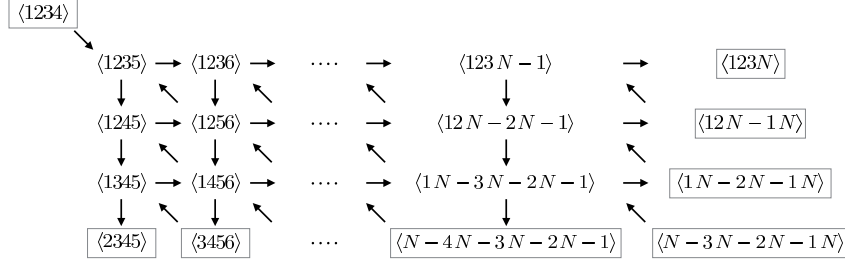 ⟨1234⟩
⟨1235⟩ ⟨1236⟩ ···· ⟨123 N − 1⟩ ⟨123N⟩
⟨1245⟩ ⟨1256⟩ ···· ⟨12 N − 2 N − 1⟩ ⟨12 N − 1 N⟩
⟨1345⟩ ⟨1456⟩ ···· ⟨1 N − 3 N − 2 N − 1⟩ ⟨1 N − 2 N − 1 N⟩
⟨2345⟩ ⟨3456⟩ ···· ⟨N − 4 N − 3 N − 2 N − 1⟩ ⟨N − 3 N − 2 N − 1 N⟩